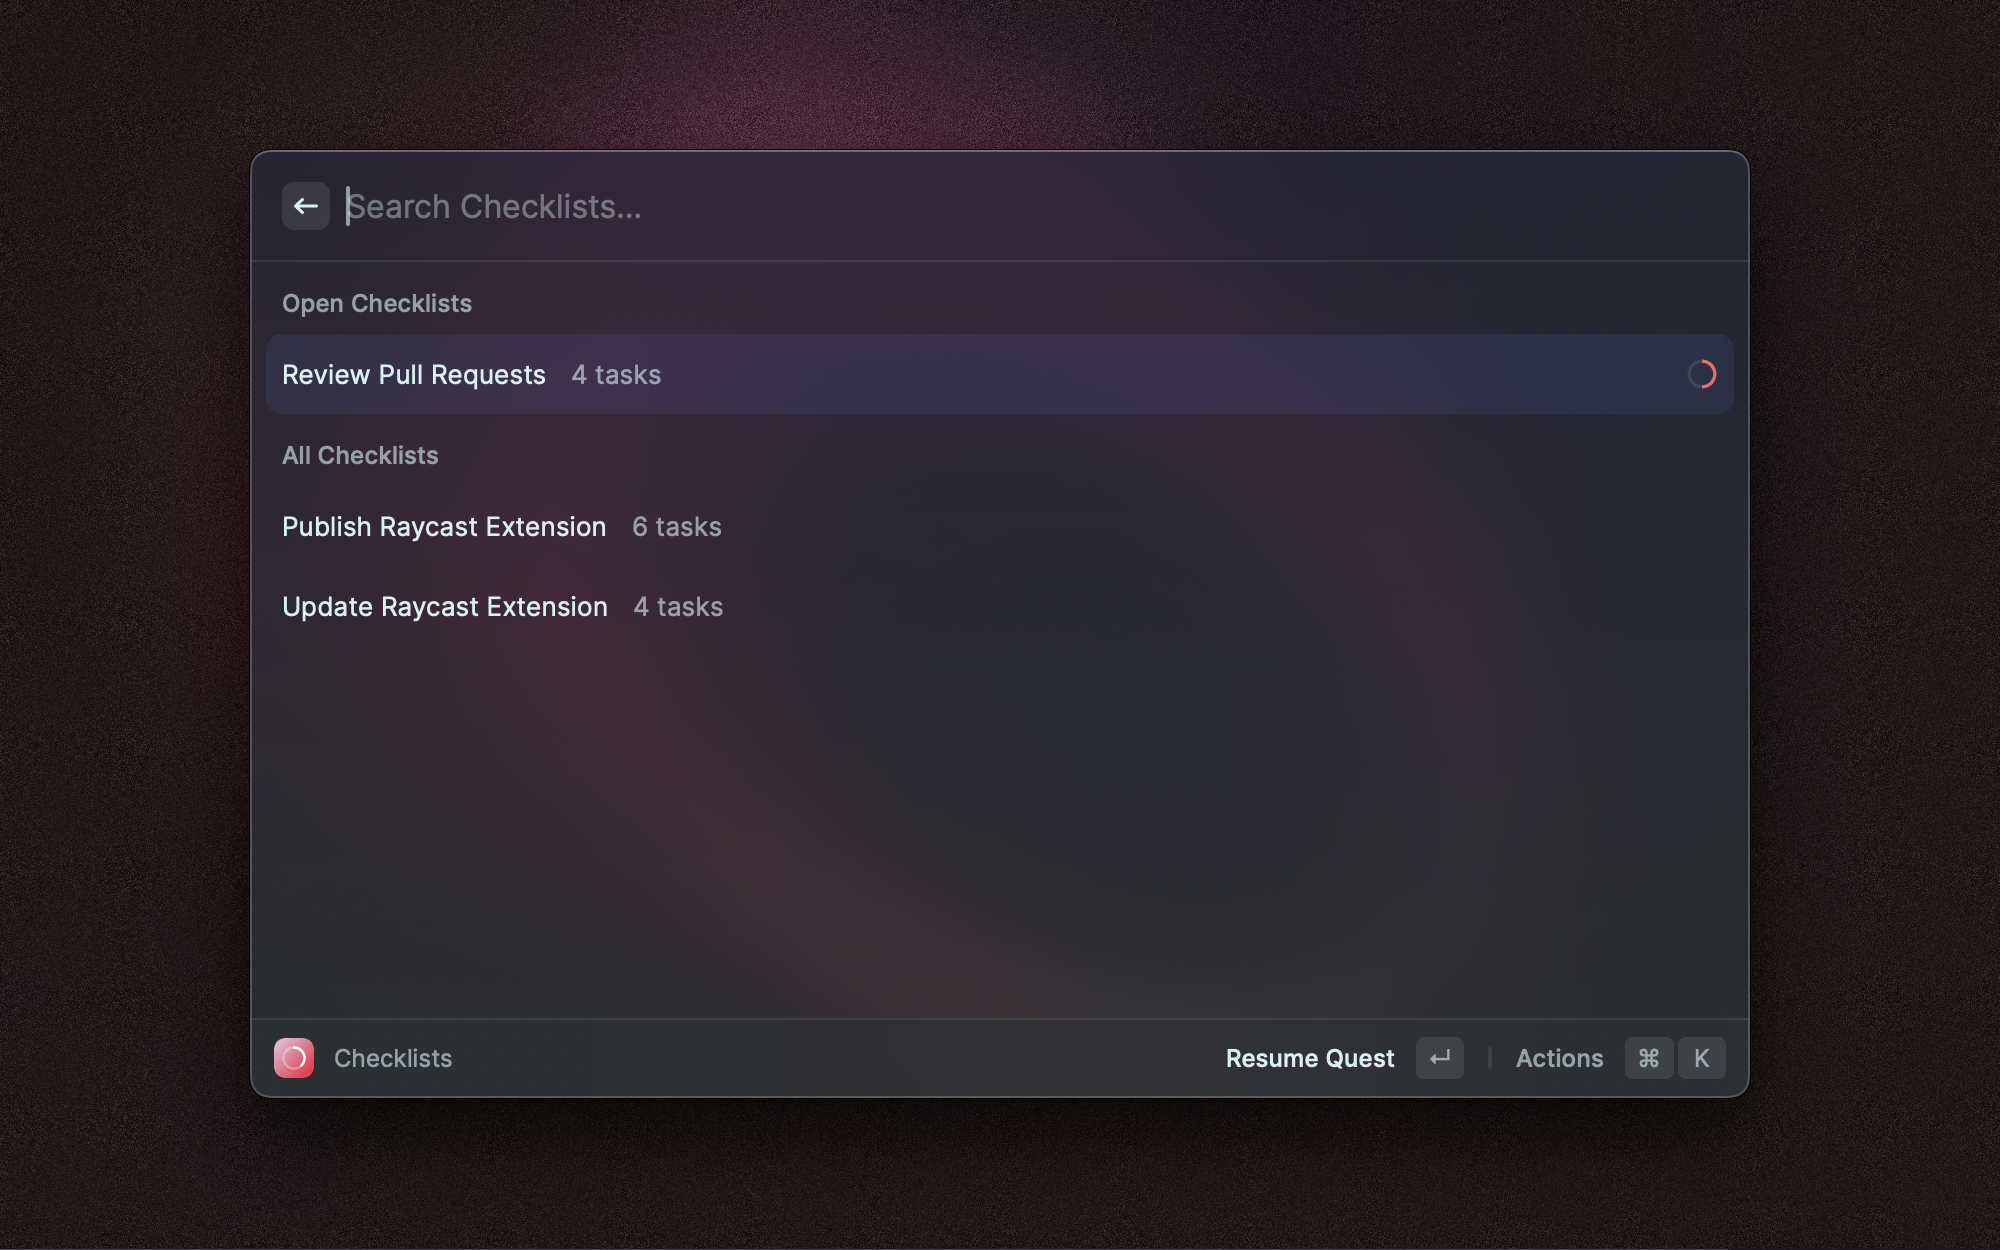 Search Checklists...
Open Checklists
Review Pull Requests 4 tasks
All Checklists
Publish Raycast Extension 6 tasks
Update Raycast Extension 4 tasks
Checklists Resume Quest ↵ | Actions ⌘ K